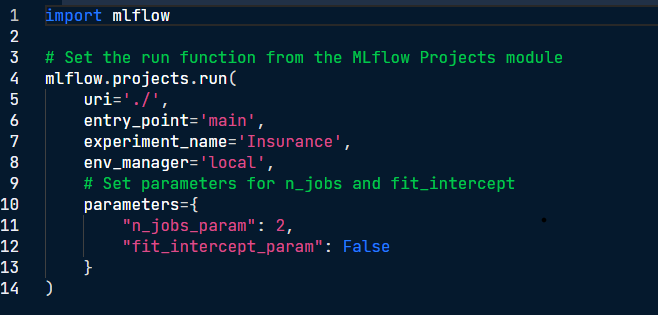 1 import mlflow
2
3 # Set the run function from the MLflow Projects module
4 mlflow.projects.run(
5     uri='./',
6     entry_point='main',
7     experiment_name='Insurance',
8     env_manager='local',
9     # Set parameters for n_jobs and fit_intercept
10     parameters={
11         "n_jobs_param": 2,
12         "fit_intercept_param": False
13     }
14 )